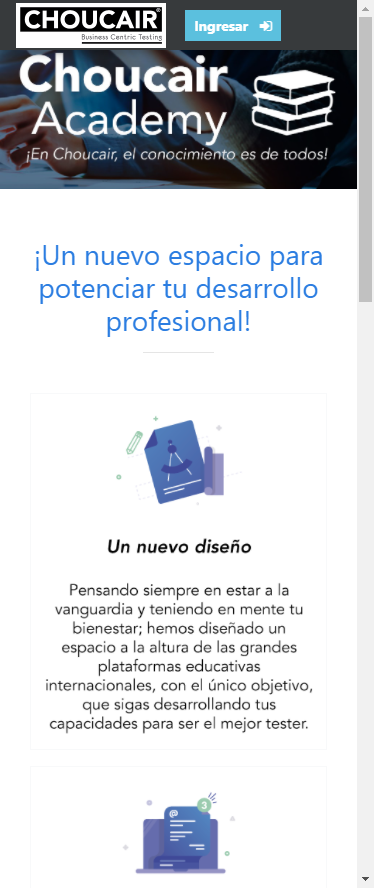 CHOUCAIR®
Business Centric Testing
Ingresar
Choucair
Academy
¡En Choucair, el conocimiento es de todos!
¡Un nuevo espacio para
potenciar tu desarrollo
profesional!
Un nuevo diseño
Pensando siempre en estar a la
vanguardia y teniendo en mente tu
bienestar; hemos diseñado un
espacio a la altura de las grandes
plataformas educativas
internacionales, con el único objetivo,
que sigas desarrollando tus
capacidades para ser el mejor tester.
@
3